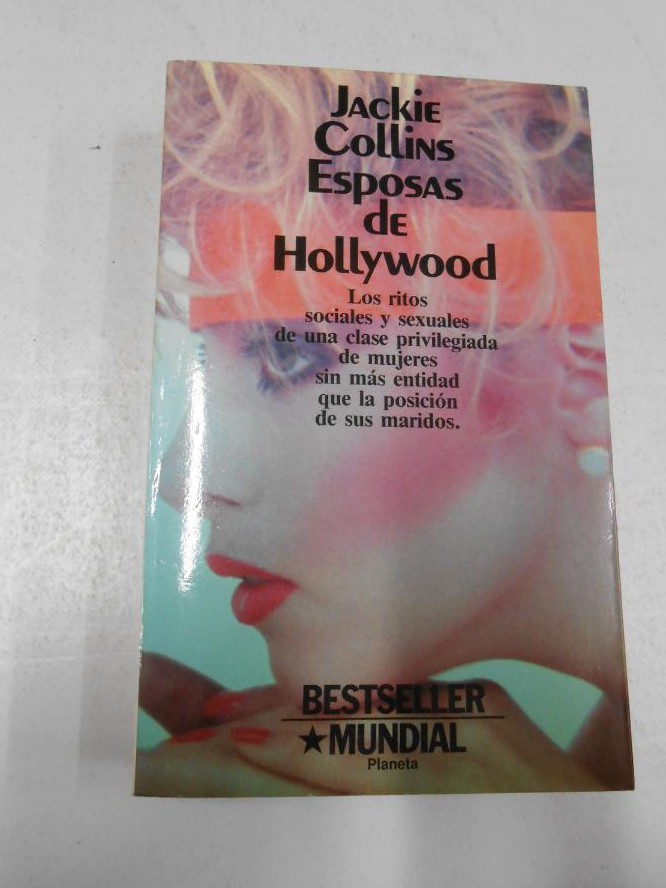 Jackie
Collins
Esposas
de
Hollywood
Los ritos
sociales y sexuales
de una clase privilegiada
de mujeres
sin más entidad
que la posición
de sus maridos.
BESTSELLER
★MUNDIAL
Planeta